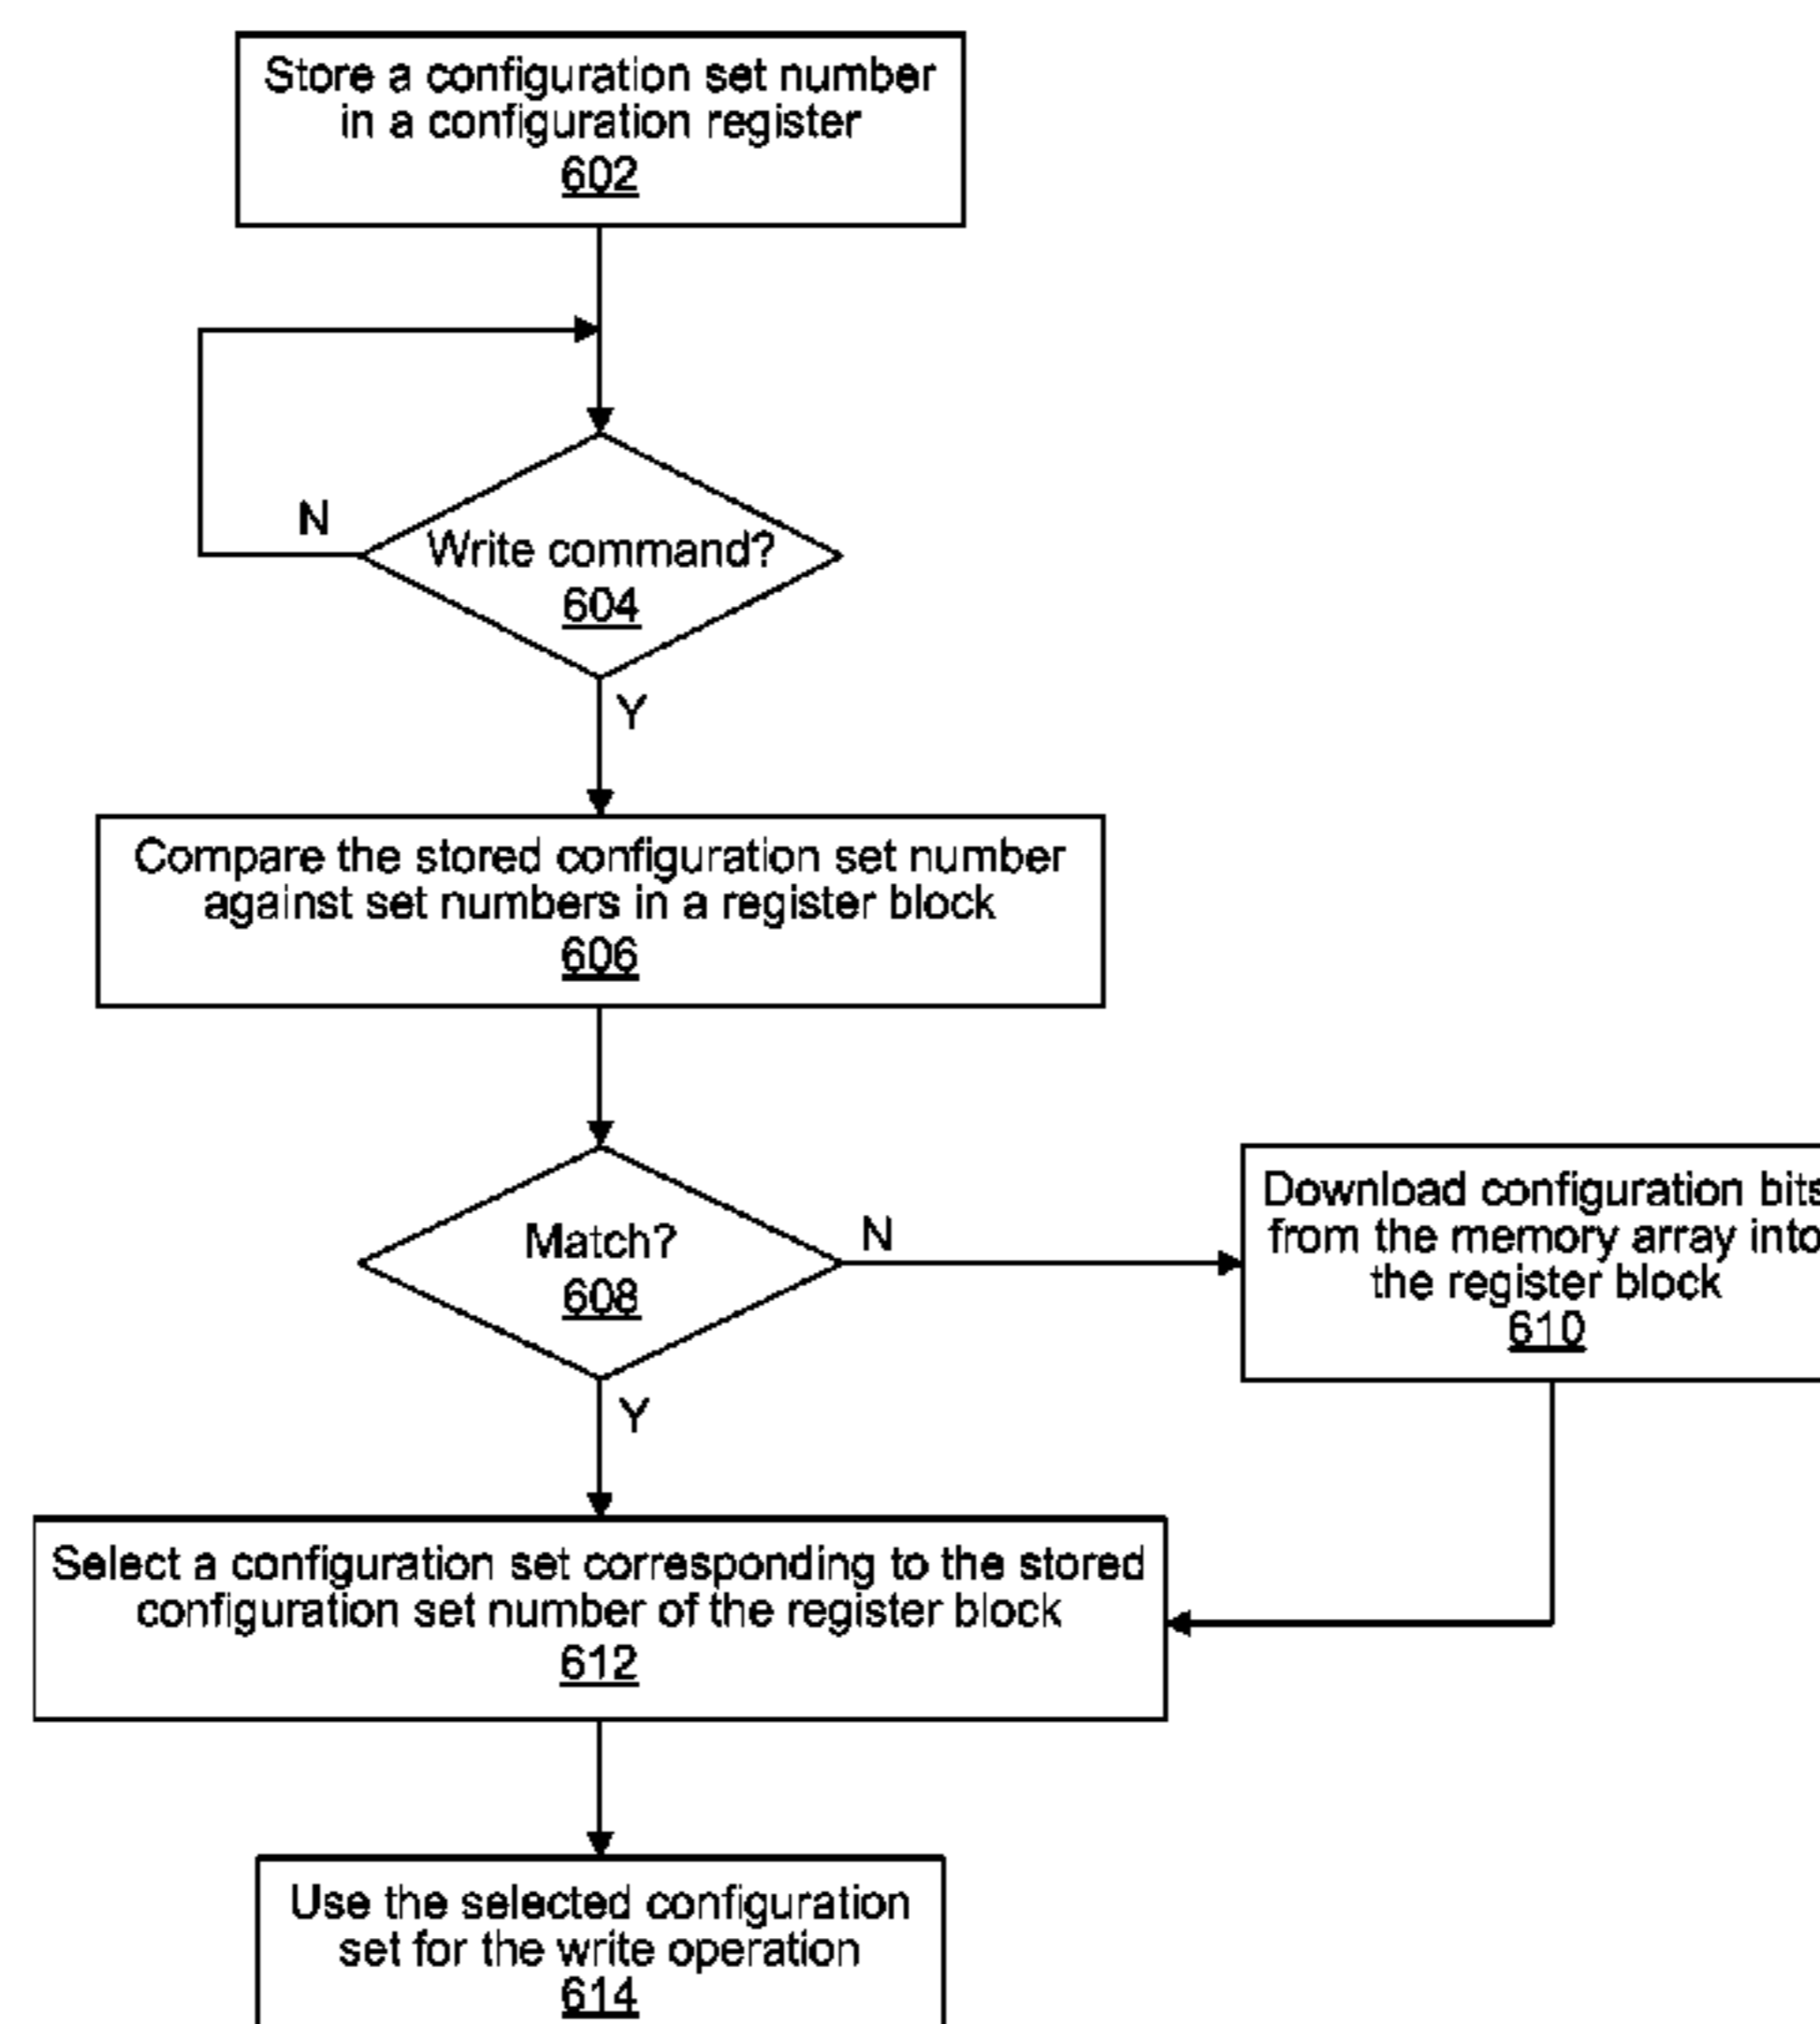 Store a configuration set number
in a configuration register
602
N
Write command?
604
Y
Compare the stored configuration set number
against set numbers in a register block
606
Match?
608
N
Download configuration bits
from the memory array into
the register block
610
Y
Select a configuration set corresponding to the stored
configuration set number of the register block
612
Use the selected configuration
set for the write operation
614